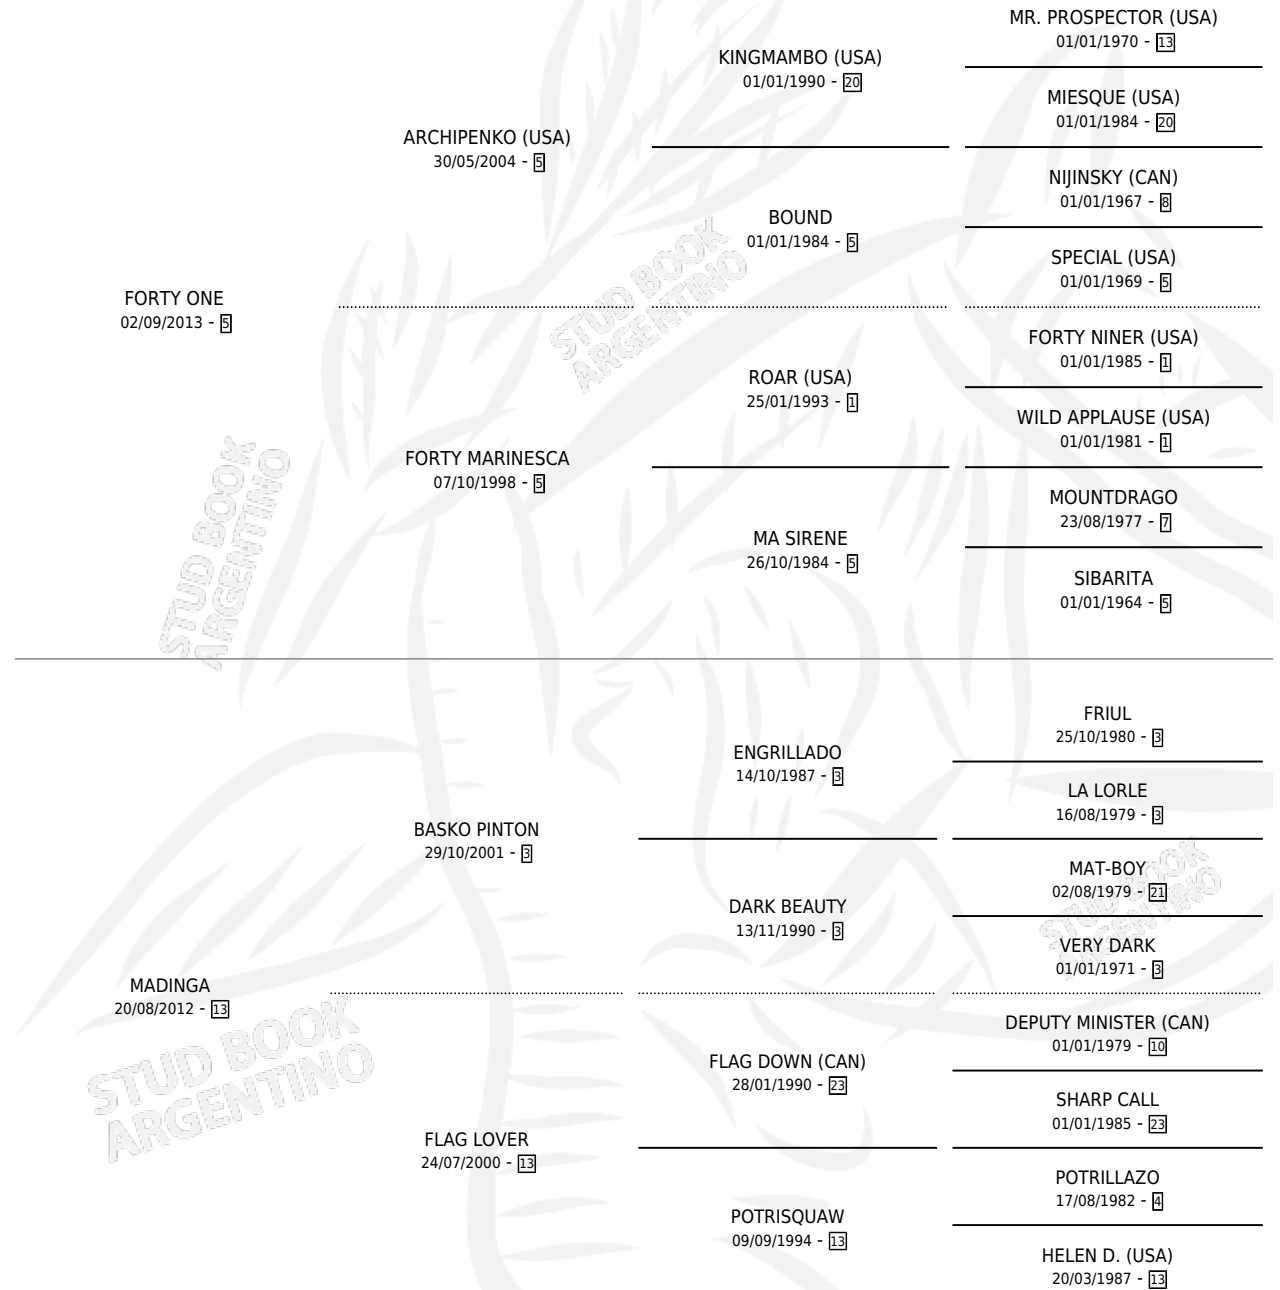 MR. PROSPECTOR (USA)
01/01/1970 - 13
KINGMAMBO (USA)
01/01/1990 - 20
MIESQUE (USA)
01/01/1984 - 20
ARCHIPENKO (USA)
30/05/2004 - 5
NIJINSKY (CAN)
01/01/1967 - 8
BOUND
01/01/1984 - 5
SPECIAL (USA)
01/01/1969 - 5
FORTY ONE
02/09/2013 - 5
FORTY NINER (USA)
01/01/1985 - 1
ROAR (USA)
25/01/1993 - 1
WILD APPLAUSE (USA)
01/01/1981 - 1
FORTY MARINESCA
07/10/1998 - 5
MOUNTDRAGO
23/08/1977 - 7
MA SIRENE
26/10/1984 - 5
SIBARITA
01/01/1964 - 5
FRIUL
25/10/1980 - 3
ENGRILLADO
14/10/1987 - 3
LA LORLE
16/08/1979 - 3
BASKO PINTON
29/10/2001 - 3
MAT-BOY
02/08/1979 - 21
DARK BEAUTY
13/11/1990 - 3
VERY DARK
01/01/1971 - 3
MADINGA
20/08/2012 - 13
DEPUTY MINISTER (CAN)
01/01/1979 - 10
FLAG DOWN (CAN)
28/01/1990 - 23
SHARP CALL
01/01/1985 - 23
FLAG LOVER
24/07/2000 - 13
POTRILLAZO
17/08/1982 - 4
POTRISQUAW
09/09/1994 - 13
HELEN D. (USA)
20/03/1987 - 13
STUD BOOK
ARGENTINO
STUD BOOK
ARGENTINO
STUD BOOK
ARGENTINO
STUD BOOK
ARGENTINO